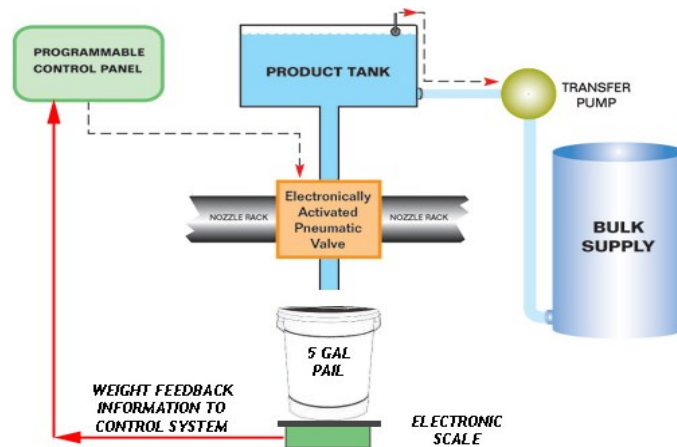 PROGRAMMABLE
CONTROL PANEL
PRODUCT TANK
TRANSFER
PUMP
NOZZLE RACK
Electronically
Activated
Pneumatic
Valve
NOZZLE RACK
BULK
SUPPLY
5 GAL
PAIL
WEIGHT FEEDBACK
INFORMATION TO
CONTROL SYSTEM
ELECTRONIC
SCALE